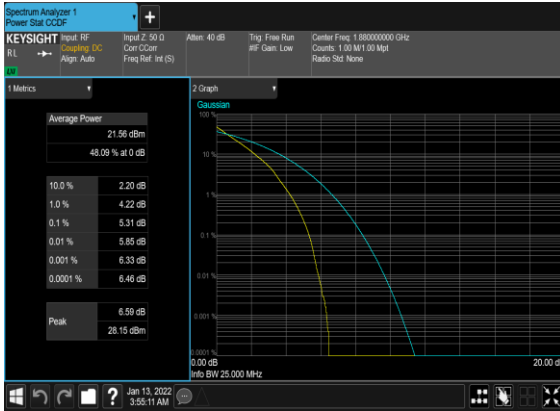 Spectrum Analyzer 1
Power Stat CCDF
+
KEYSIGHT
RL
LXI
Input: RF
Coupling: DC
Align: Auto
Input Z: 50 Ω
Corr CCorr
Freq Ref: Int (S)
Atten: 40 dB
Trig: Free Run
#IF Gain: Low
Center Freq: 1.880000000 GHz
Counts: 1.00 M/1.00 Mpt
Radio Std: None
1 Metrics
Average Power
21.56 dBm
48.09 % at 0 dB
10.0 % 2.20 dB
1.0 % 4.22 dB
0.1 % 5.31 dB
0.01 % 5.85 dB
0.001 % 6.33 dB
0.0001 % 6.46 dB
Peak
6.59 dB
28.15 dBm
2 Graph
Gaussian
100 %
10 %
1 %
0.1 %
0.01 %
0.001 %
0.0001 %
0.00 dB
20.00 d
Info BW 25.000 MHz
?
Jan 13, 2022
3:55:11 AM